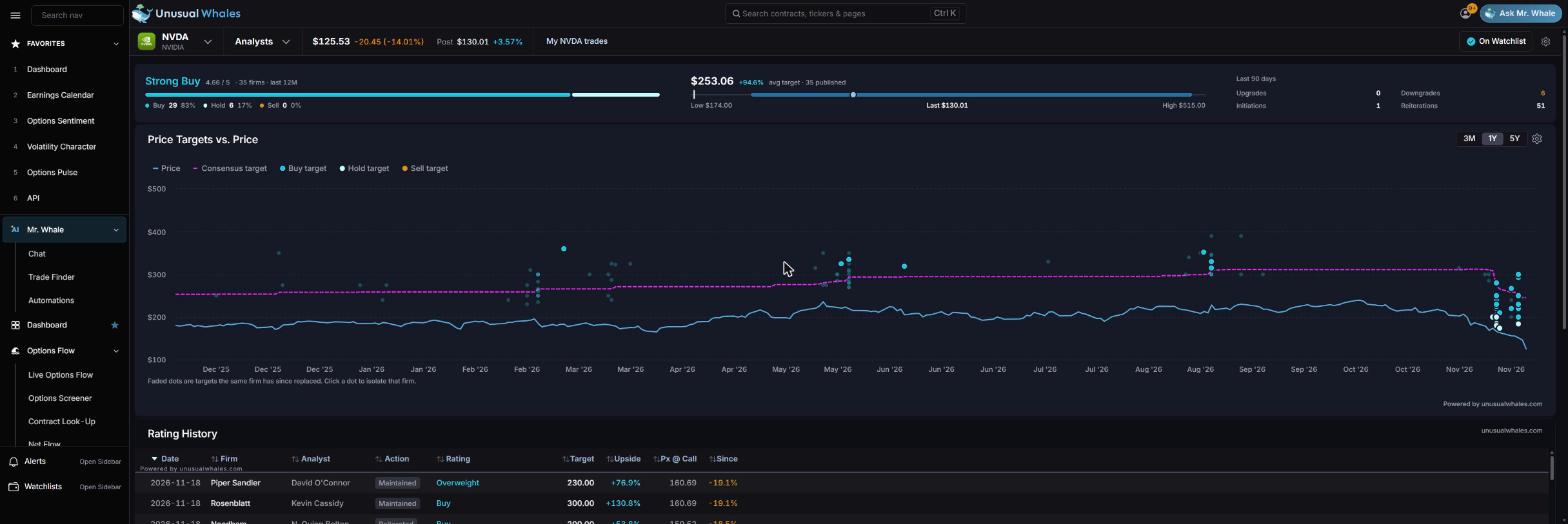 Search nav
Unusual Whales
Search contracts, tickers & pages Ctrl K
9+
Ask Mr. Whale
FAVORITES
1 Dashboard
2 Earnings Calendar
3 Options Sentiment
4 Volatility Character
5 Options Pulse
6 API
AI Mr. Whale
Chat
Trade Finder
Automations
Dashboard
Options Flow
Live Options Flow
Options Screener
Contract Look-Up
Net Flow
Alerts Open Sidebar
Watchlists Open Sidebar
NVDA
NVIDIA
Analysts
$125.53 -20.45 (-14.01%) Post $130.01 +3.57%
My NVDA trades
On Watchlist
Strong Buy 4.66 / 5 · 35 firms · last 12M
Buy 29 83% Hold 6 17% Sell 0 0%
$253.06 +94.6% avg target · 35 published
Low $174.00 Last $130.01 High $515.00
Last 90 days
Upgrades 0 Downgrades 6
Initiations 1 Reiterations 51
Price Targets vs. Price
3M 1Y 5Y
Price Consensus target Buy target Hold target Sell target
$500
$400
$300
$200
$100
Dec '25 Dec '25 Dec '25 Jan '26 Jan '26 Feb '26 Feb '26 Mar '26 Mar '26 Apr '26 Apr '26 May '26 May '26 Jun '26 Jun '26 Jun '26 Jul '26 Jul '26 Aug '26 Aug '26 Sep '26 Sep '26 Oct '26 Oct '26 Nov '26 Nov '26
Faded dots are targets the same firm has since replaced. Click a dot to isolate that firm.
Powered by unusualwhales.com
Rating History
unusualwhales.com
Date Firm Analyst Action Rating Target Upside Px @ Call Since
Powered by unusualwhales.com
2026-11-18 Piper Sandler David O'Connor Maintained Overweight 230.00 +76.9% 160.69 -19.1%
2026-11-18 Rosenblatt Kevin Cassidy Maintained Buy 300.00 +130.8% 160.69 -19.1%